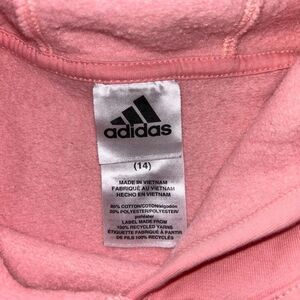 adidas
(14)
MADE IN VIETNAM
FABRIQUÉ AU VIETNAM
HECHO EN VIETNAM
80% COTTON/COTON/algodón
20% POLYESTER/POLYESTER/
poliéster
LABEL MADE FROM
100% RECYCLED YARNS
ÉTIQUETTE FABRIQUÉ À PARTIR
DE FILS 100% RECYCLÉS